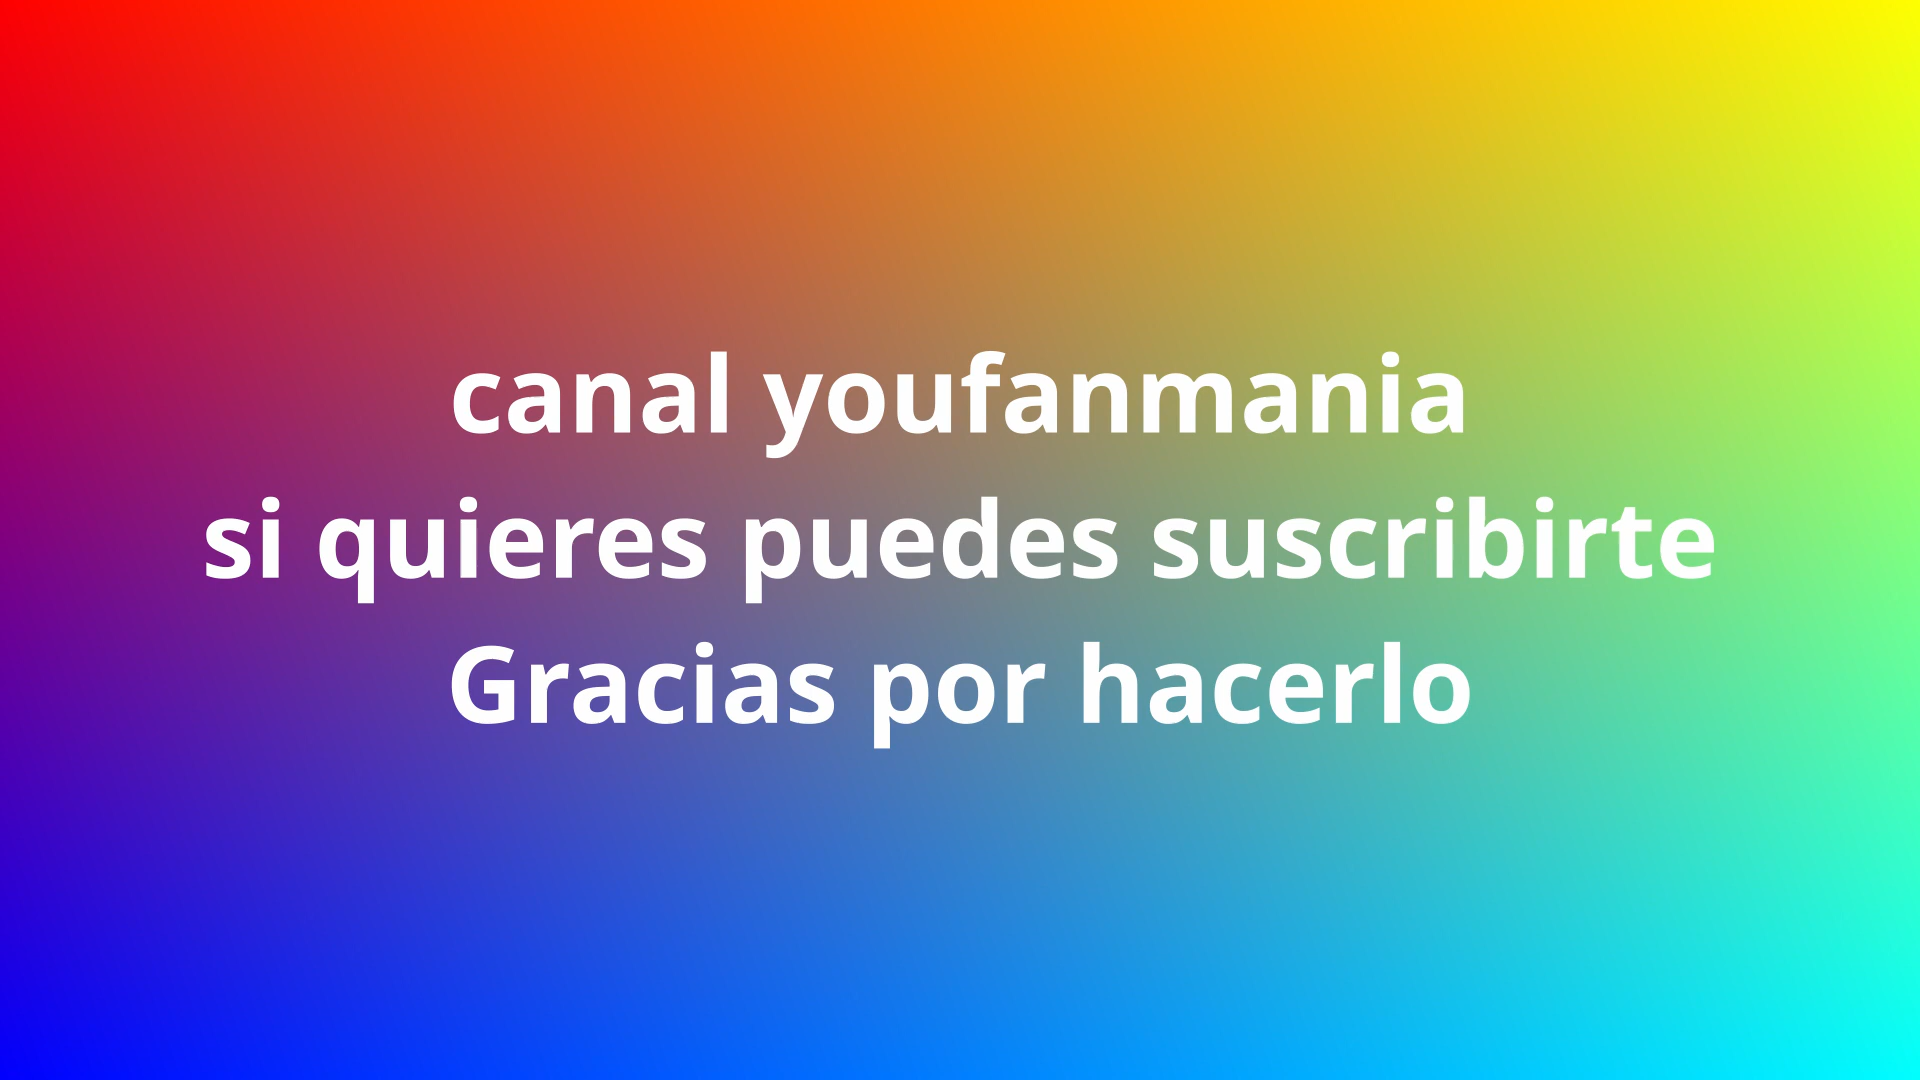 canal youfanmania
si quieres puedes suscribirte
Gracias por hacerlo